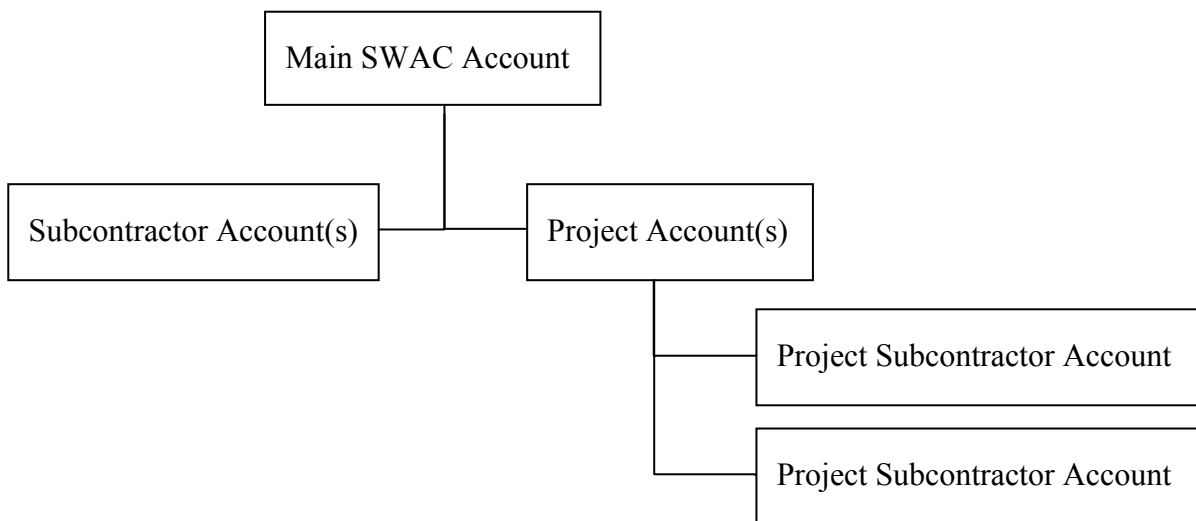 Main SWAC Account
Subcontractor Account(s)
Project Account(s)
Project Subcontractor Account
Project Subcontractor Account